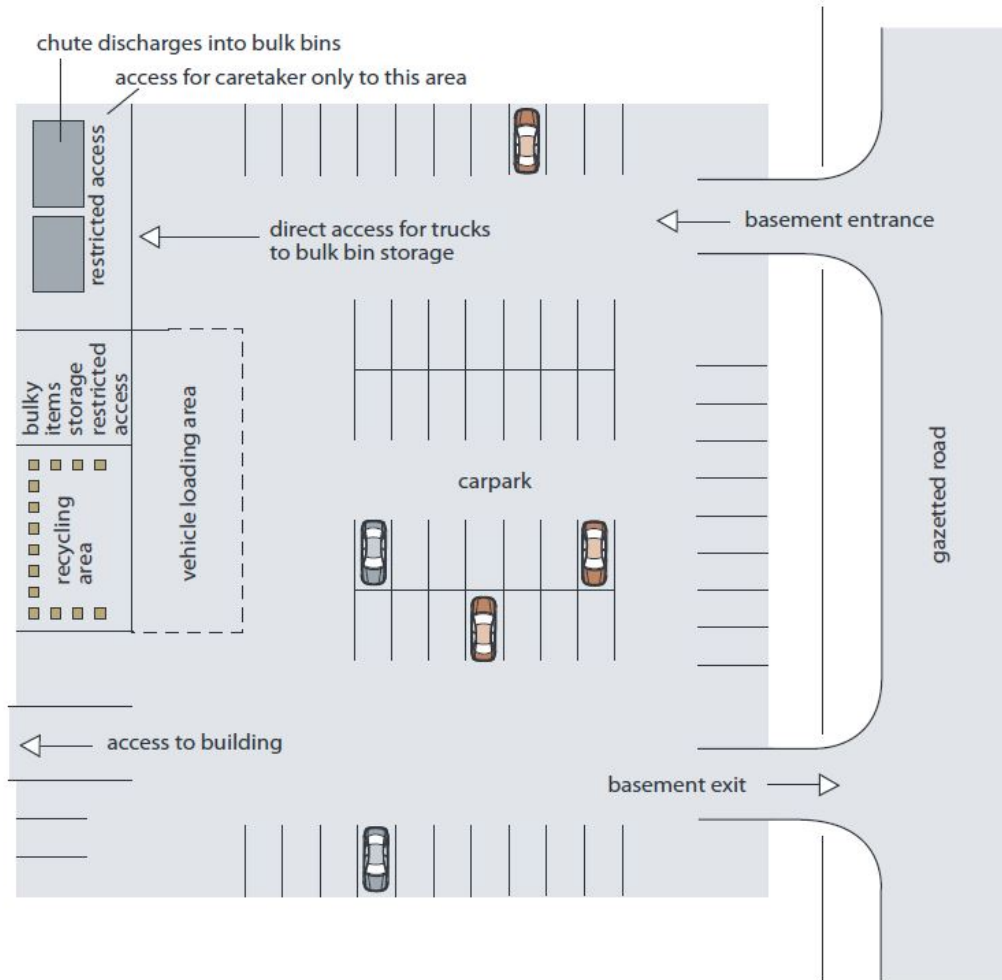 chute discharges into bulk bins
access for caretaker only to this area
restricted access
direct access for trucks
to bulk bin storage
basement entrance
bulky
items
storage
restricted
access
vehicle loading area
carpark
gazetted road
recycling
area
access to building
basement exit